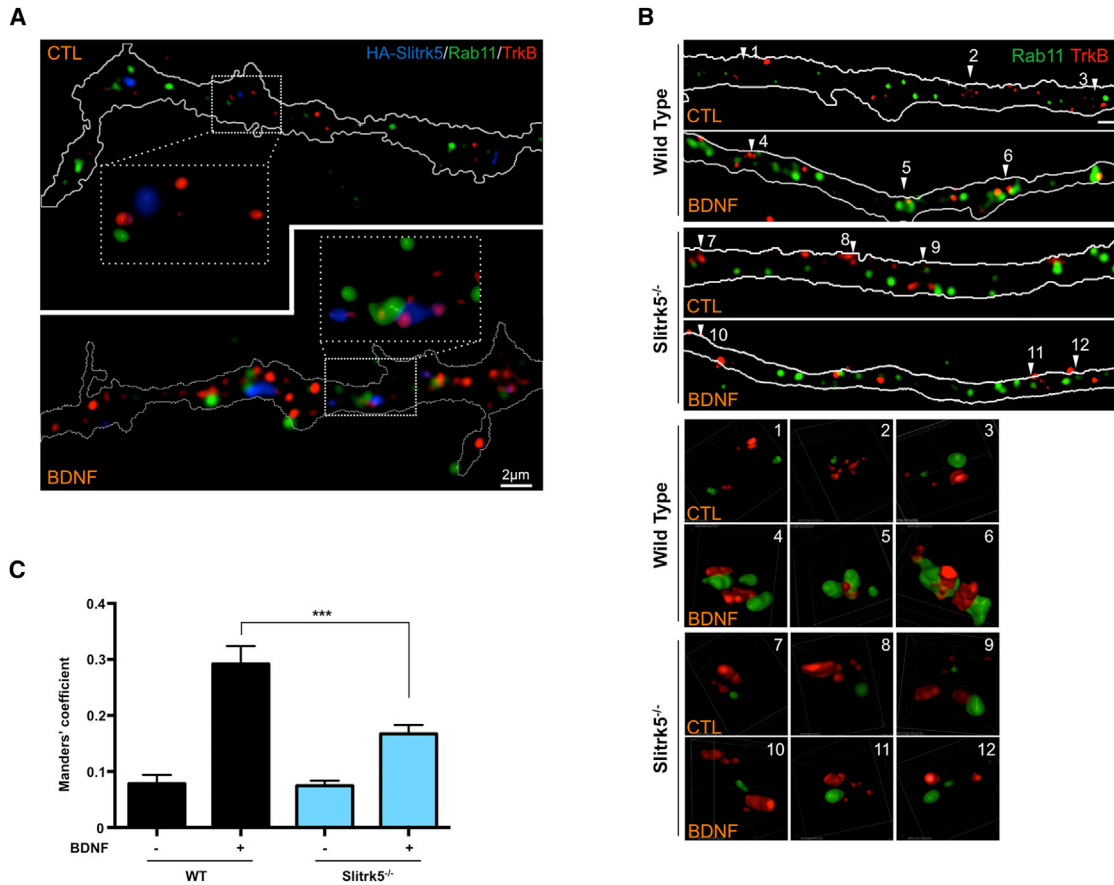 A
CTL
HA-Slitrk5/Rab11/TrkB
BDNF
2μm
B
Wild Type
Slitrk5-/-
Rab11 TrkB
1
2
3
CTL
4
5
6
BDNF
7
8
9
CTL
10
11
12
BDNF
Wild Type
Slitrk5-/-
1
2
3
CTL
4
5
6
BDNF
7
8
9
CTL
10
11
12
BDNF
C
Manders' coefficient
0.4
0.3
0.2
0.1
0
***
BDNF - + - +
WT Slitrk5-/-